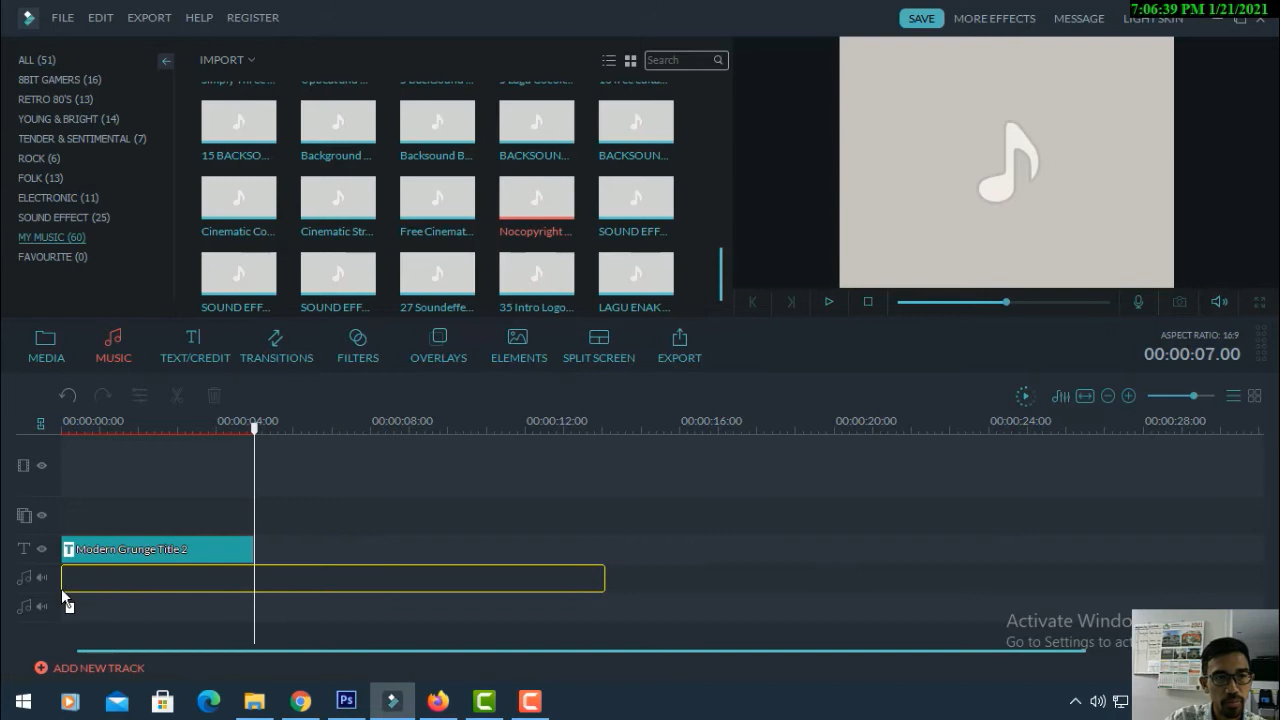 7:06:39 PM 1/21/2021
FILE EDIT EXPORT HELP REGISTER
SAVE MORE EFFECTS MESSAGE LIGHT SKIN
ALL (51)
8BIT GAMERS (16)
RETRO 80'S (13)
YOUNG & BRIGHT (14)
TENDER & SENTIMENTAL (7)
ROCK (6)
FOLK (13)
ELECTRONIC (11)
SOUND EFFECT (25)
MY MUSIC (60)
FAVOURITE (0)
IMPORT
Search
15 BACKSO... Background ... Backsound B... BACKSOUN... BACKSOUN...
Cinematic Co... Cinematic Str... Free Cinemat... Nocopyright ... SOUND EFF...
SOUND EFF... SOUND EFF... 27 Soundeffe... 35 Intro Logo... LAGU ENAK ...
MEDIA MUSIC TEXT/CREDIT TRANSITIONS FILTERS OVERLAYS ELEMENTS SPLIT SCREEN EXPORT
ASPECT RATIO: 16:9
00:00:07.00
00:00:00:00 00:00:04:00 00:00:08:00 00:00:12:00 00:00:16:00 00:00:20:00 00:00:24:00 00:00:28:00
T Modern Grunge Title 2
Activate Windo
Go to Settings to ac
ADD NEW TRACK
Ps